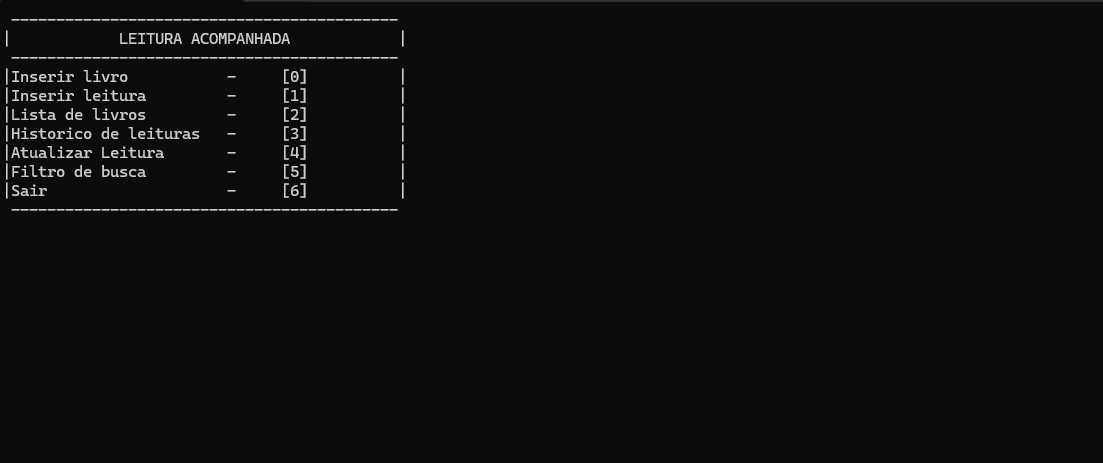 -------------------------------------------
|            LEITURA ACOMPANHADA            |
-------------------------------------------
|Inserir livro           -     [0]          |
|Inserir leitura         -     [1]          |
|Lista de livros         -     [2]          |
|Historico de leituras   -     [3]          |
|Atualizar Leitura       -     [4]          |
|Filtro de busca         -     [5]          |
|Sair                    -     [6]          |
-------------------------------------------